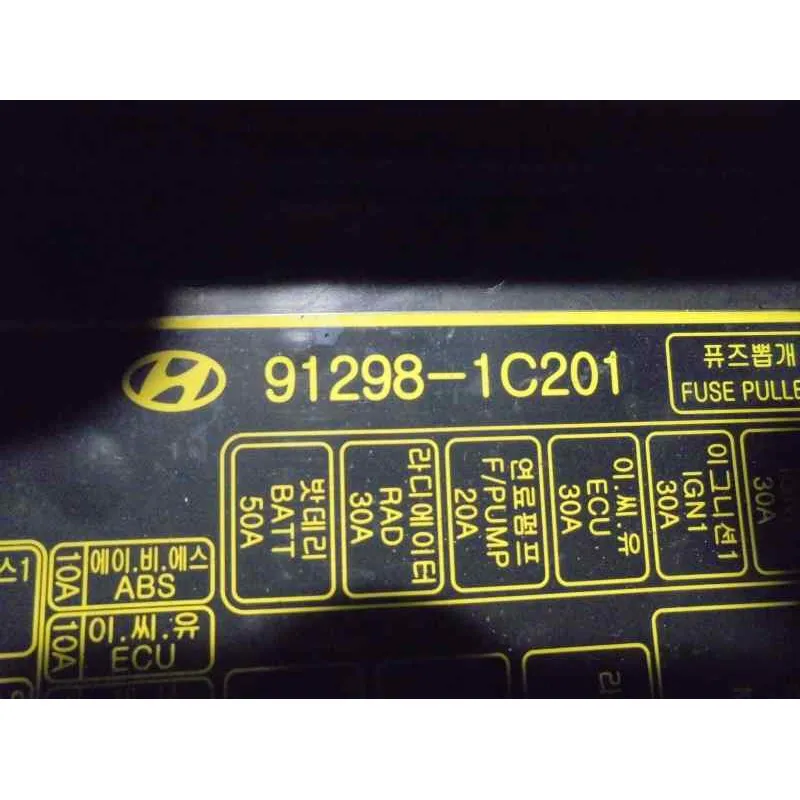 91298-1C201
퓨즈뽑개
FUSE PULLE
밧데리
BATT
50A
라디에이터
RAD
30A
연료펌프
F/PUMP
20A
이.씨.유
ECU
30A
이그니션1
IGN1
30A
30A
스1
10A
에이.비.에스
ABS
10A
이.씨.유
ECU